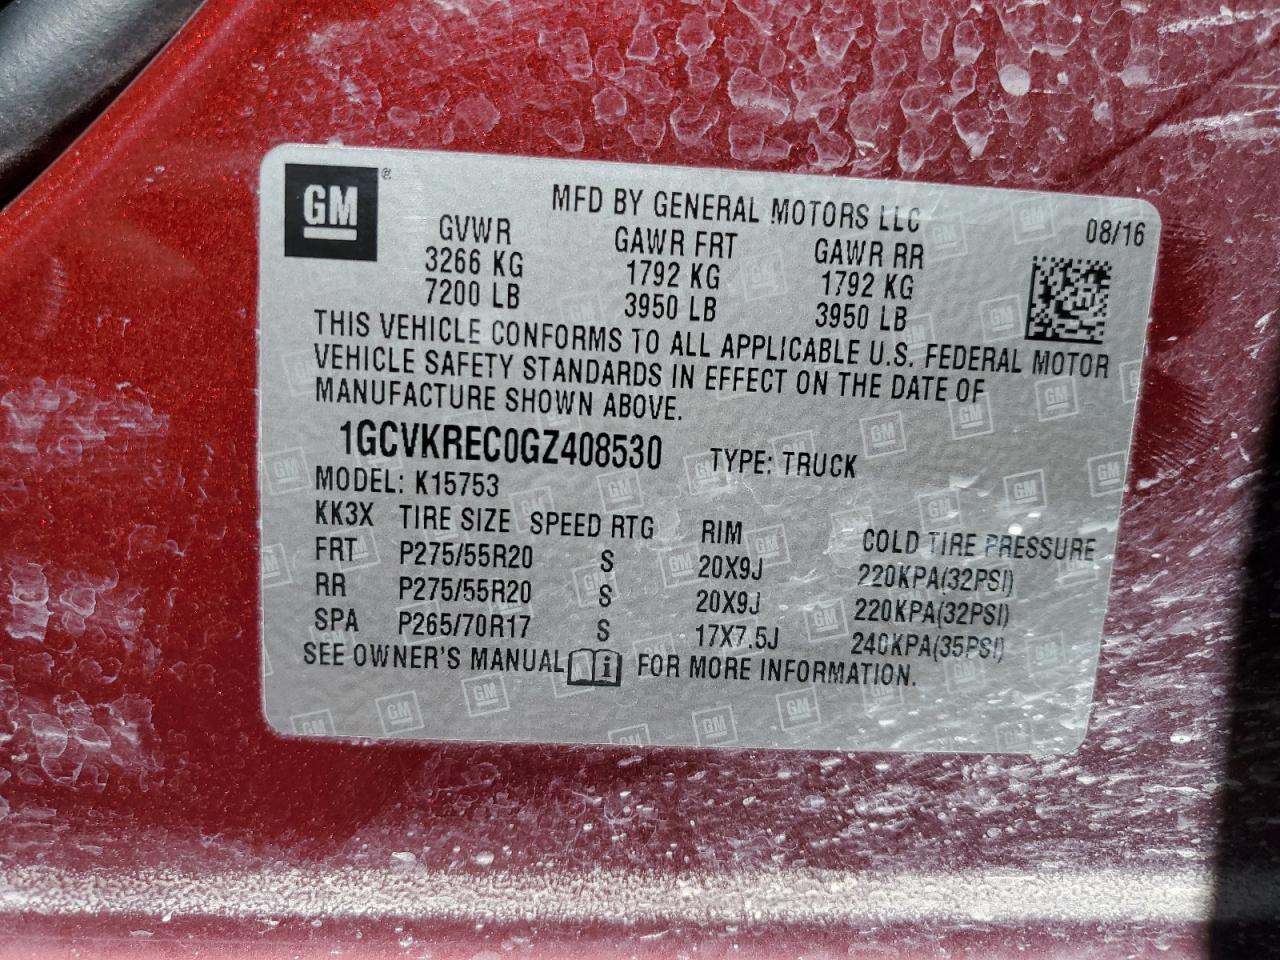 GM®
MFD BY GENERAL MOTORS LLC 08/16
GVWR GAWR FRT GAWR RR
3266 KG 1792 KG 1792 KG
7200 LB 3950 LB 3950 LB
THIS VEHICLE CONFORMS TO ALL APPLICABLE U.S. FEDERAL MOTOR
VEHICLE SAFETY STANDARDS IN EFFECT ON THE DATE OF
MANUFACTURE SHOWN ABOVE.
1GCVKREC0GZ408530 TYPE: TRUCK
MODEL: K15753
KK3X TIRE SIZE SPEED RTG RIM COLD TIRE PRESSURE
FRT P275/55R20 S 20X9J 220KPA(32PSI)
RR P275/55R20 S 20X9J 220KPA(32PSI)
SPA P265/70R17 S 17X7.5J 240KPA(35PSI)
SEE OWNER'S MANUAL i FOR MORE INFORMATION.